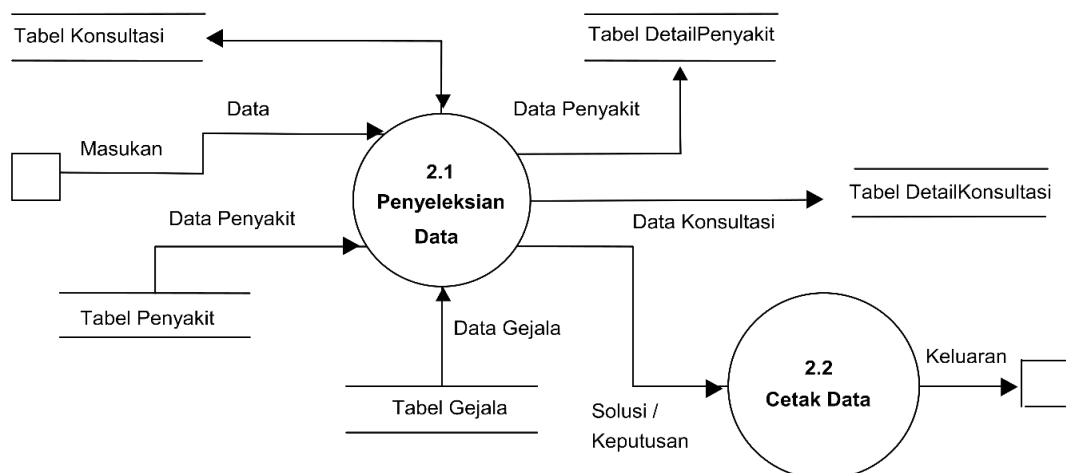 Tabel Konsultasi
Tabel DetailPenyakit
Data
Data Penyakit
Masukan
2.1
Penyeleksian
Data
Tabel DetailKonsultasi
Data Penyakit
Data Konsultasi
Tabel Penyakit
Data Gejala
2.2
Cetak Data
Keluaran
Tabel Gejala
Solusi /
Keputusan